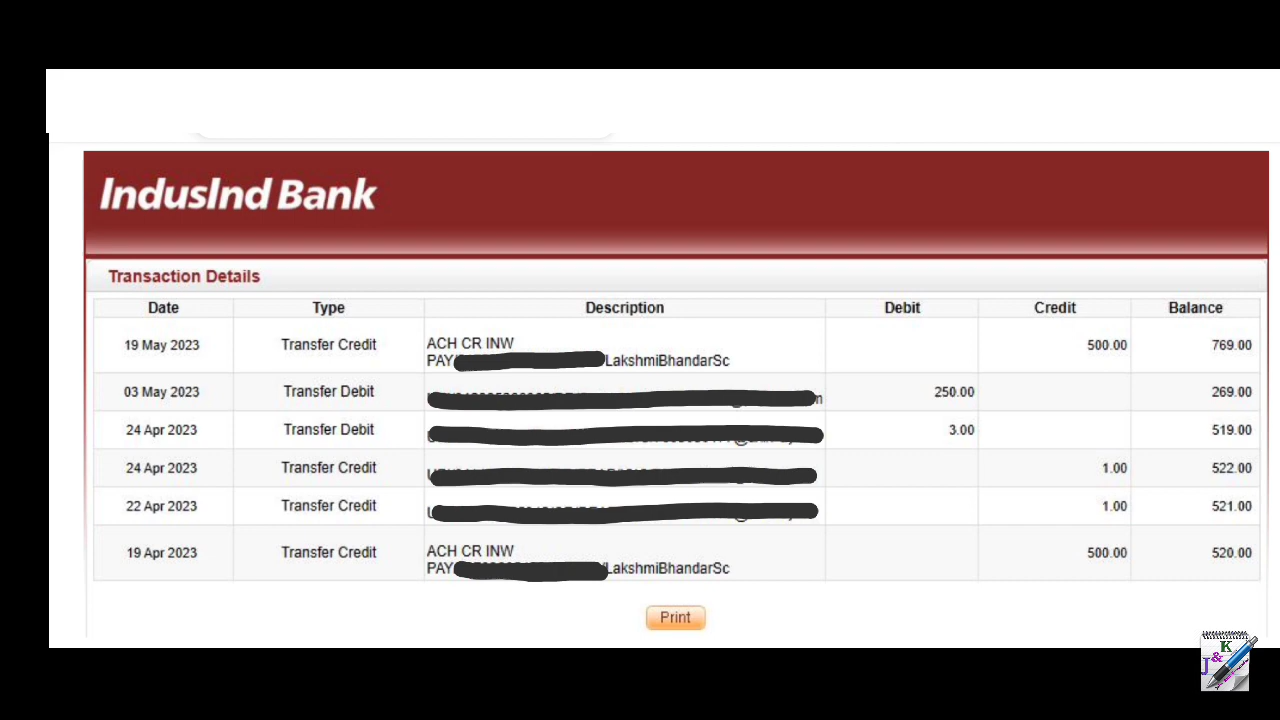 IndusInd Bank
Transaction Details
Date Type Description Debit Credit Balance
19 May 2023 Transfer Credit ACH CR INW 500.00 769.00
PAY LakshmiBhandarSc
03 May 2023 Transfer Debit 250.00 269.00
24 Apr 2023 Transfer Debit 3.00 519.00
24 Apr 2023 Transfer Credit 1.00 522.00
22 Apr 2023 Transfer Credit 1.00 521.00
19 Apr 2023 Transfer Credit ACH CR INW 500.00 520.00
PAY LakshmiBhandarSc
Print
J&K